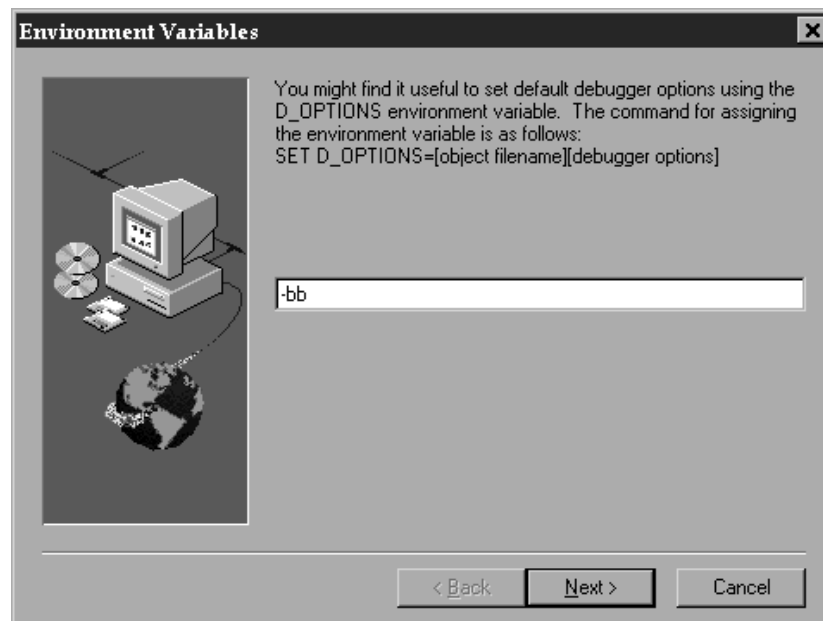 Environment Variables
You might find it useful to set default debugger options using the
D_OPTIONS environment variable. The command for assigning
the environment variable is as follows:
SET D_OPTIONS=[object filename][debugger options]
-bb
< Back
Next >
Cancel